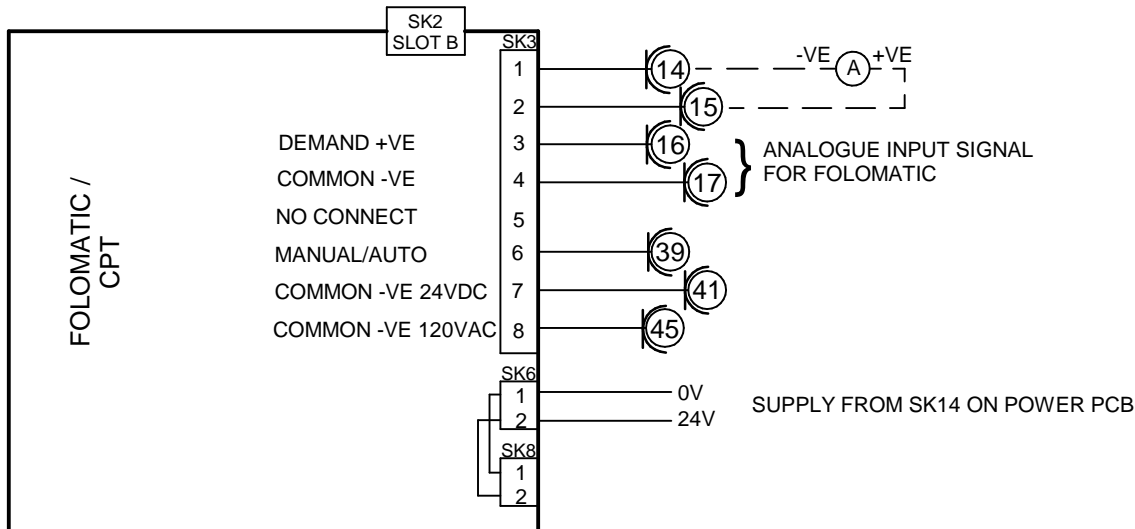 SK2
SLOT B
SK3
1 14 -VE A +VE
2 15
DEMAND +VE 3 16
COMMON -VE 4 17
} ANALOGUE INPUT SIGNAL
FOR FOLOMATIC
NO CONNECT 5
MANUAL/AUTO 6 39
COMMON -VE 24VDC 7 41
COMMON -VE 120VAC 8 45
FOLOMATIC /
CPT
SK6
1 0V
2 24V
SUPPLY FROM SK14 ON POWER PCB
SK8
1
2